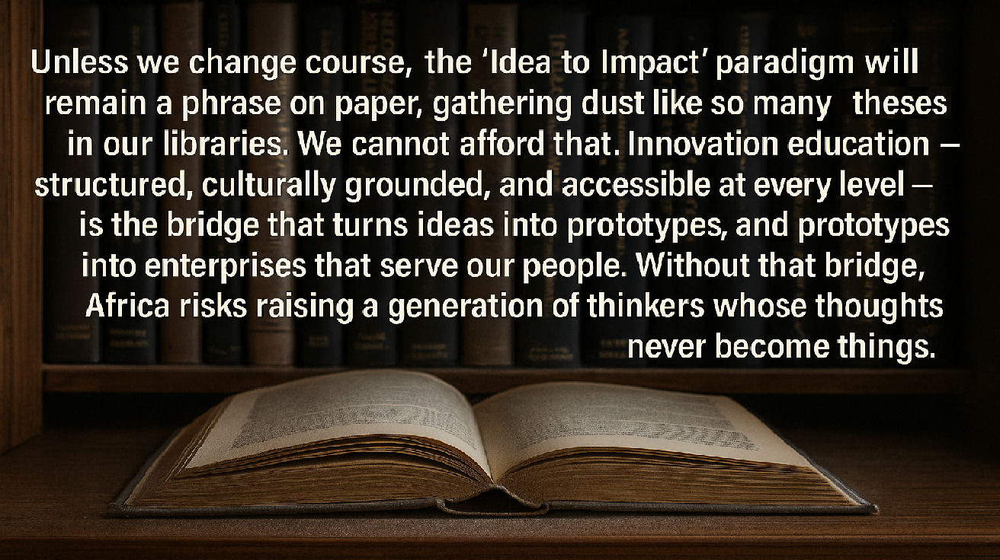 Unless we change course, the ‘Idea to Impact’ paradigm will
remain a phrase on paper, gathering dust like so many theses
in our libraries. We cannot afford that. Innovation education –
structured, culturally grounded, and accessible at every level –
is the bridge that turns ideas into prototypes, and prototypes
into enterprises that serve our people. Without that bridge,
Africa risks raising a generation of thinkers whose thoughts
never become things.